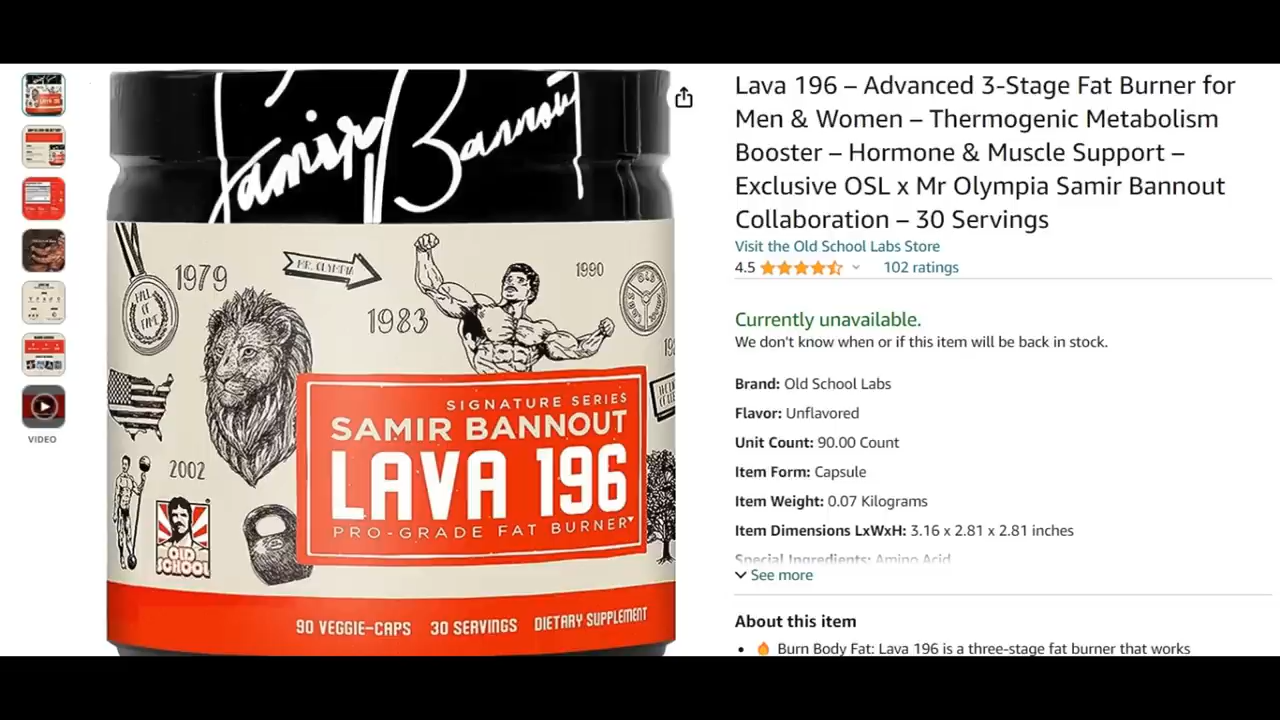 Samir Bannout
1979
MR. OLYMPIA
1990
HALL
OF
FAME
1983
OLD
SCHOOL
SIGNATURE SERIES
SAMIR BANNOUT
LAVA 196
PRO-GRADE FAT BURNER
2002
OLD
SCHOOL
90 VEGGIE-CAPS 30 SERVINGS DIETARY SUPPLEMENT
VIDEO
Lava 196 – Advanced 3-Stage Fat Burner for
Men & Women – Thermogenic Metabolism
Booster – Hormone & Muscle Support –
Exclusive OSL x Mr Olympia Samir Bannout
Collaboration – 30 Servings
Visit the Old School Labs Store
4.5 102 ratings
Currently unavailable.
We don't know when or if this item will be back in stock.
Brand: Old School Labs
Flavor: Unflavored
Unit Count: 90.00 Count
Item Form: Capsule
Item Weight: 0.07 Kilograms
Item Dimensions LxWxH: 3.16 x 2.81 x 2.81 inches
Special Ingredients: Amino Acid
See more
About this item
• 🔥 Burn Body Fat: Lava 196 is a three-stage fat burner that works